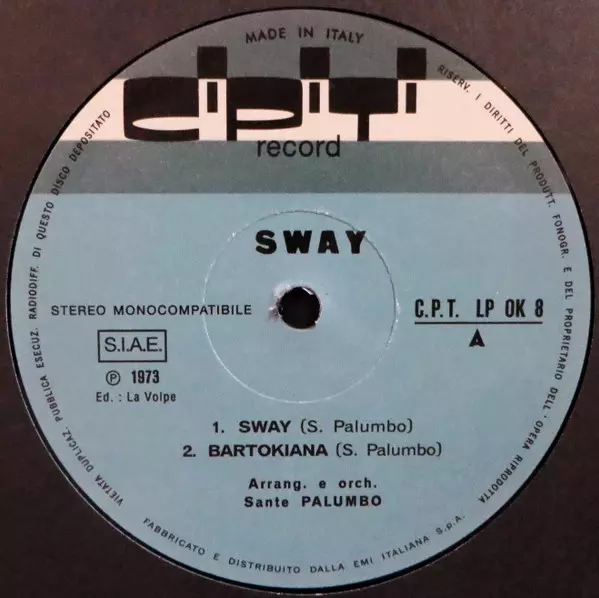 MADE IN ITALY
c.p.t.
record
SWAY
STEREO MONOCOMPATIBILE
C.P.T. LP OK 8
A
S.I.A.E.
Ⓟ 1973
Ed. : La Volpe
1. SWAY (S. Palumbo)
2. BARTOKIANA (S. Palumbo)
Arrang. e orch.
Sante PALUMBO
VIETATA DUPLICAZ. PUBBLICA ESECUZ. RADIODIFF. DI QUESTO DISCO DEPOSITATO
RISERV. I DIRITTI DEL PRODUTT. FONOGR. E DEL PROPRIETARIO DELL'OPERA RIPRODOTTA
FABBRICATO E DISTRIBUITO DALLA EMI ITALIANA S.p.A.